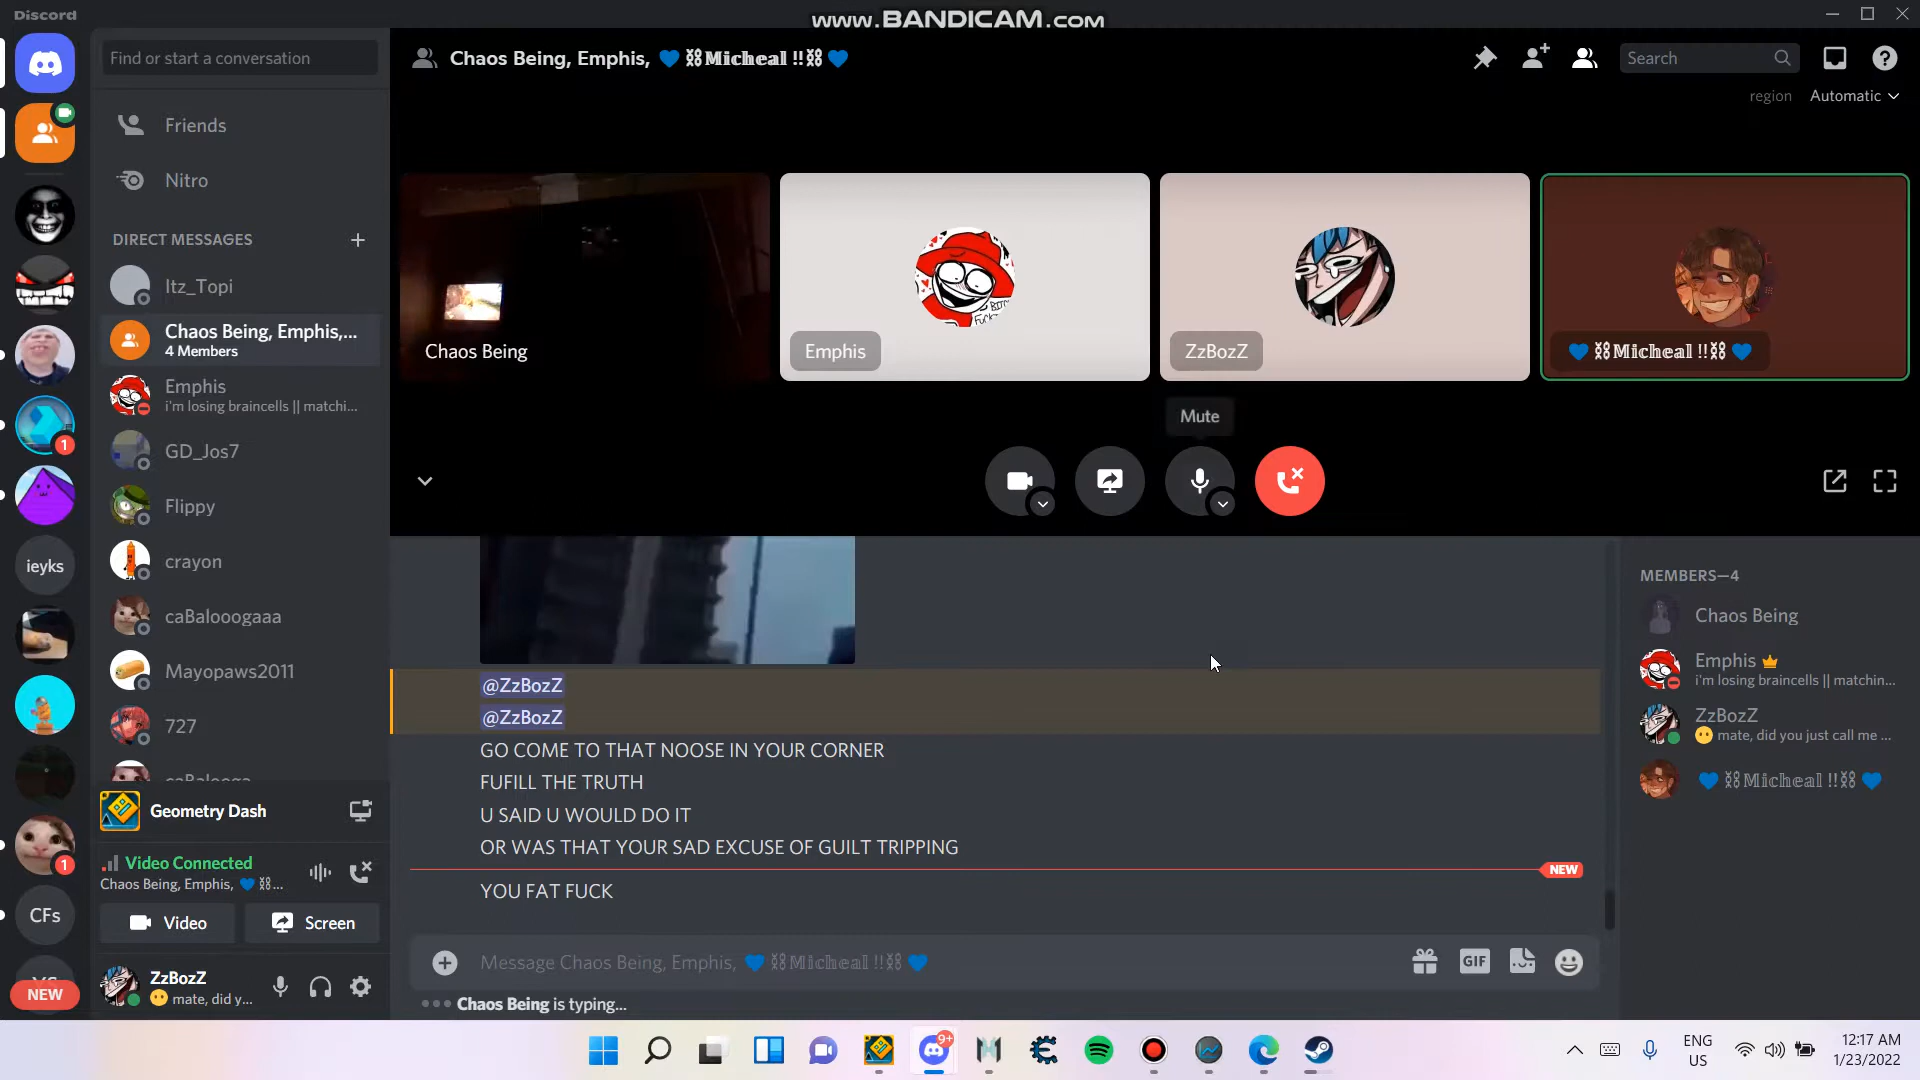 Discord
www.BANDICAM.com
Find or start a conversation
Chaos Being, Emphis, 💙 ⛓𝕄𝕚𝕔𝕙𝕖𝕒𝕝 ‼⛓ 💙
Search
region Automatic
Friends
Nitro
DIRECT MESSAGES
Itz_Topi
Chaos Being, Emphis,...
4 Members
Emphis
i'm losing braincells || matchi...
GD_Jos7
Flippy
crayon
caBalooogaaa
Mayopaws2011
727
Chaos Being
Emphis
ZzBozZ
💙 ⛓𝕄𝕚𝕔𝕙𝕖𝕒𝕝 ‼⛓ 💙
Mute
1
ieyks
1
CFs
NEW
@ZzBozZ
@ZzBozZ
GO COME TO THAT NOOSE IN YOUR CORNER
FUFILL THE TRUTH
U SAID U WOULD DO IT
OR WAS THAT YOUR SAD EXCUSE OF GUILT TRIPPING
NEW
YOU FAT FUCK
MEMBERS—4
Chaos Being
Emphis
i'm losing braincells || matchin...
ZzBozZ
😶 mate, did you just call me ...
💙 ⛓𝕄𝕚𝕔𝕙𝕖𝕒𝕝 ‼⛓ 💙
Geometry Dash
Video Connected
Chaos Being, Emphis, 💙 ⛓...
Video
Screen
ZzBozZ
😶 mate, did y...
Message Chaos Being, Emphis, 💙 ⛓𝕄𝕚𝕔𝕙𝕖𝕒𝕝 ‼⛓ 💙
GIF
Chaos Being is typing...
9+
ENG
US
12:17 AM
1/23/2022